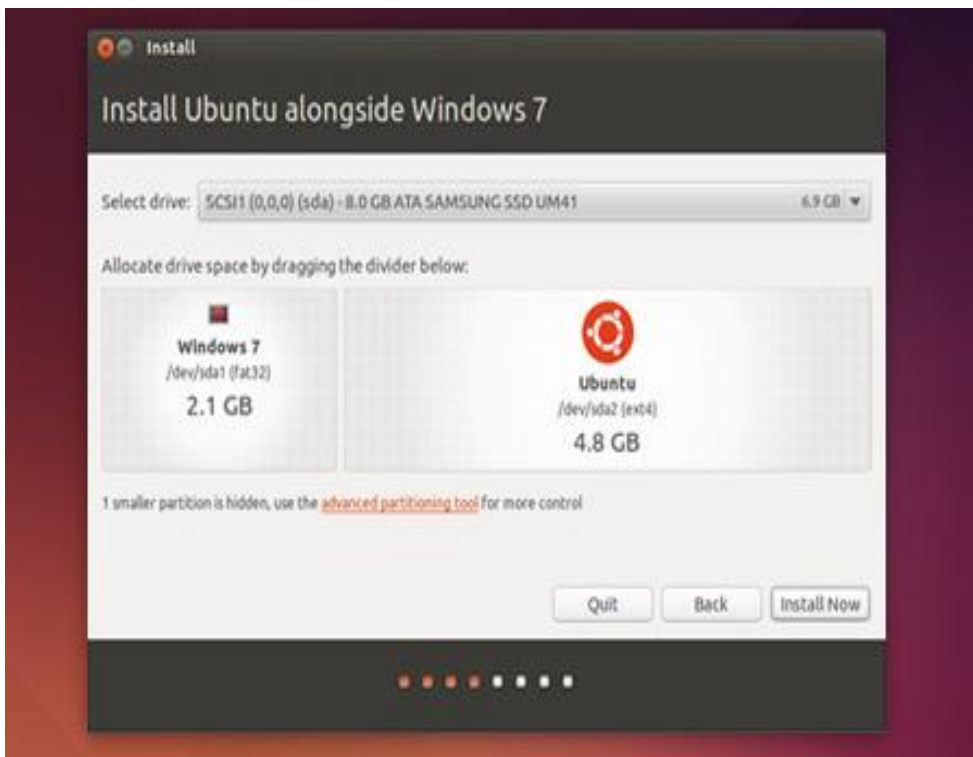 Install
Install Ubuntu alongside Windows 7
Select drive: SCSI1 (0,0,0) (sda) - 8.0 GB ATA SAMSUNG SSD UM41 6.9 GB
Allocate drive space by dragging the divider below:
Windows 7
/dev/sda1 (fat32)
2.1 GB
Ubuntu
/dev/sda2 (ext4)
4.8 GB
1 smaller partition is hidden, use the advanced partitioning tool for more control
Quit Back Install Now